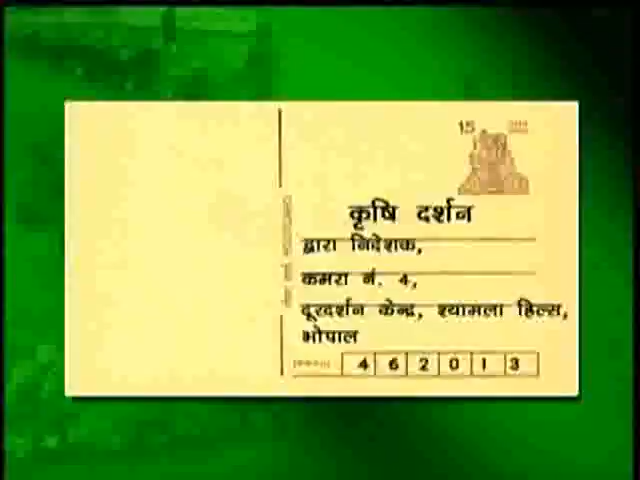 15
कृषि दर्शन
द्वारा निदेशक,
कमरा नं. 4,
दूरदर्शन केन्द्र, श्यामला हिल्स,
भोपाल
462013